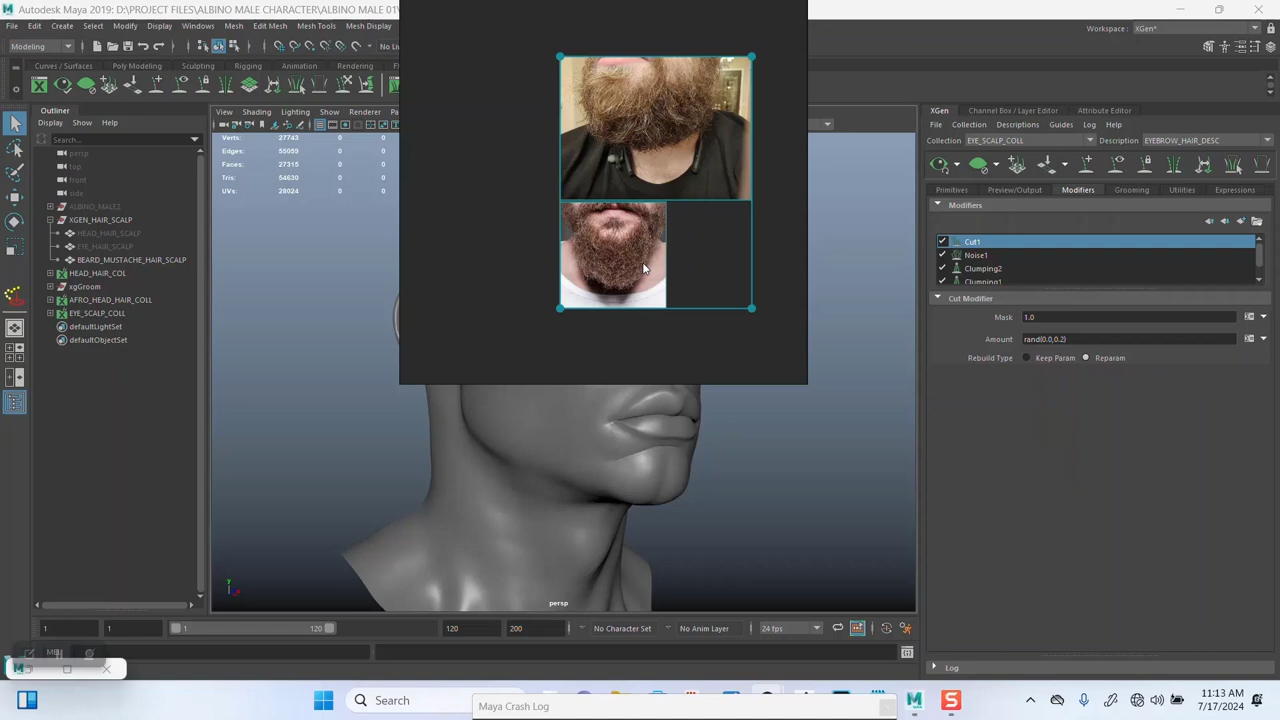 Autodesk Maya 2019: D:\PROJECT FILES\ALBINO MALE CHARACTER\ALBINO MALE 01\
File Edit Create Select Modify Display Windows Mesh Edit Mesh Mesh Tools Mesh Display
Workspace : XGen*
Modeling
No Li
Curves / Surfaces Poly Modeling Sculpting Rigging Animation Rendering
Outliner
Display Show Help
Search...
persp
top
front
side
ALBINO_MALE2
XGEN_HAIR_SCALP
HEAD_HAIR_SCALP
EYE_HAIR_SCALP
BEARD_MUSTACHE_HAIR_SCALP
HEAD_HAIR_COL
xgGroom
AFRO_HEAD_HAIR_COLL
EYE_SCALP_COLL
defaultLightSet
defaultObjectSet
View Shading Lighting Show Renderer
Verts: 27743 0 0
Edges: 55059 0 0
Faces: 27315 0 0
Tris: 54630 0 0
UVs: 28024 0 0
persp
XGen Channel Box / Layer Editor Attribute Editor
File Collection Descriptions Guides Log Help
Collection EYE_SCALP_COLL Description EYEBROW_HAIR_DESC
Primitives Preview/Output Modifiers Grooming Utilities Expressions
Modifiers
Cut1
Noise1
Clumping2
Clumping1
Cut Modifier
Mask 1.0
Amount rand(0.0,0.2)
Rebuild Type Keep Param Reparam
1 1 1 120 120 200 No Character Set No Anim Layer 24 fps
Log
Search
Maya Crash Log
11:13 AM
7/17/2024